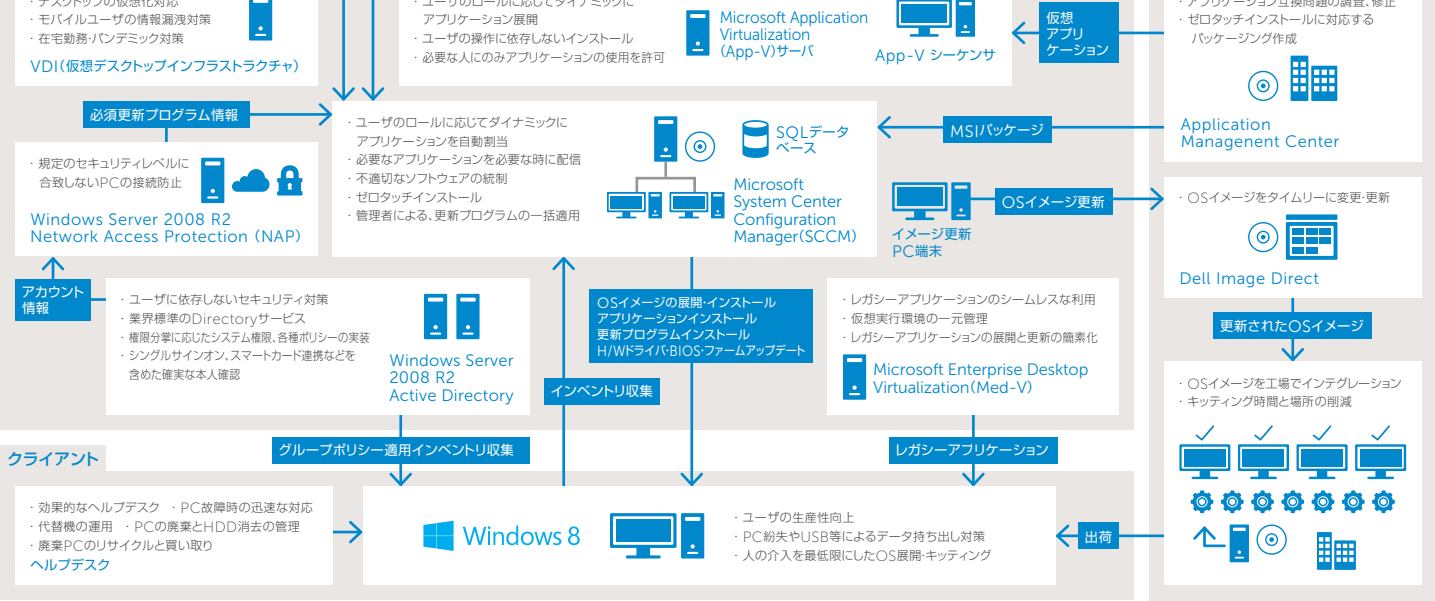 ・デスクトップの仮想化対応
・モバイルユーザの情報漏洩対策
・在宅勤務・パンデミック対策
VDI(仮想デスクトップインフラストラクチャ)
・ユーザのロールに応じてダイナミックに
アプリケーション展開
・ユーザの操作に依存しないインストール
・必要な人にのみアプリケーションの使用を許可
Microsoft Application
Virtualization
(App-V)サーバ
App-V シーケンサ
仮想
アプリ
ケーション
・アプリケーション互換問題の調査、修正
・ゼロタッチインストールに対応する
パッケージング作成
Application
Managenent Center
必須更新プログラム情報
・規定のセキュリティレベルに
合致しないPCの接続防止
Windows Server 2008 R2
Network Access Protection (NAP)
・ユーザのロールに応じてダイナミックに
アプリケーションを自動割当
・必要なアプリケーションを必要な時に配信
・不適切なソフトウェアの統制
・ゼロタッチインストール
・管理者による、更新プログラムの一括適用
SQLデータ
ベース
Microsoft
System Center
Configuration
Manager(SCCM)
MSIパッケージ
イメージ更新
PC端末
OSイメージ更新
・OSイメージをタイムリーに変更・更新
Dell Image Direct
アカウント
情報
・ユーザに依存しないセキュリティ対策
・業界標準のDirectoryサービス
・権限分掌に応じたシステム権限、各種ポリシーの実装
・シングルサインオン、スマートカード連携などを
含めた確実な本人確認
Windows Server
2008 R2
Active Directory
インベントリ収集
OSイメージの展開・インストール
アプリケーションインストール
更新プログラムインストール
H/Wドライバ・BIOS・ファームアップデート
・レガシーアプリケーションのシームレスな利用
・仮想実行環境の一元管理
・レガシーアプリケーションの展開と更新の簡素化
Microsoft Enterprise Desktop
Virtualization(Med-V)
更新されたOSイメージ
・OSイメージを工場でインテグレーション
・キッティング時間と場所の削減
グループポリシー適用インベントリ収集
レガシーアプリケーション
クライアント
・効果的なヘルプデスク ・PC故障時の迅速な対応
・代替機の運用 ・PCの廃棄とHDD消去の管理
・廃棄PCのリサイクルと買い取り
ヘルプデスク
Windows 8
・ユーザの生産性向上
・PC紛失やUSB等によるデータ持ち出し対策
・人の介入を最低限にしたOS展開・キッティング
出荷